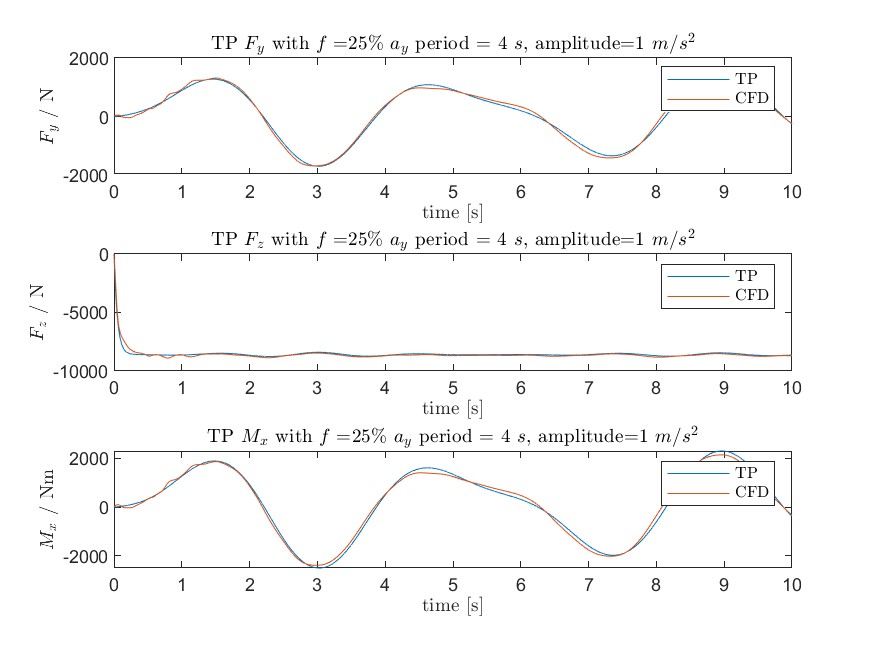 TP F_y with f =25% a_y period = 4 s, amplitude=1 m/s²
2000
0
-2000
F_y / N
TP
CFD
0 1 2 3 4 5 6 7 8 9 10
time [s]
TP F_z with f =25% a_y period = 4 s, amplitude=1 m/s²
0
-5000
-10000
F_z / N
TP
CFD
0 1 2 3 4 5 6 7 8 9 10
time [s]
TP M_x with f =25% a_y period = 4 s, amplitude=1 m/s²
2000
0
-2000
M_x / Nm
TP
CFD
0 1 2 3 4 5 6 7 8 9 10
time [s]